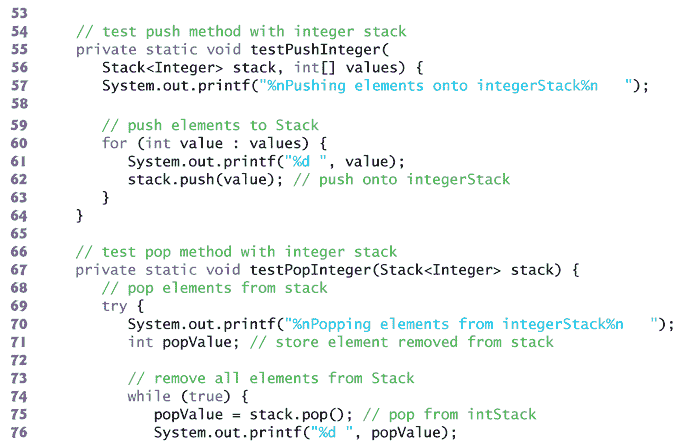 53
54 // test push method with integer stack
55 private static void testPushInteger(
56 Stack<Integer> stack, int[] values) {
57 System.out.printf("%nPushing elements onto integerStack%n   ");
58
59 // push elements to Stack
60 for (int value : values) {
61 System.out.printf("%d ", value);
62 stack.push(value); // push onto integerStack
63 }
64 }
65
66 // test pop method with integer stack
67 private static void testPopInteger(Stack<Integer> stack) {
68 // pop elements from stack
69 try {
70 System.out.printf("%nPopping elements from integerStack%n   ");
71 int popValue; // store element removed from stack
72
73 // remove all elements from Stack
74 while (true) {
75 popValue = stack.pop(); // pop from intStack
76 System.out.printf("%d ", popValue);